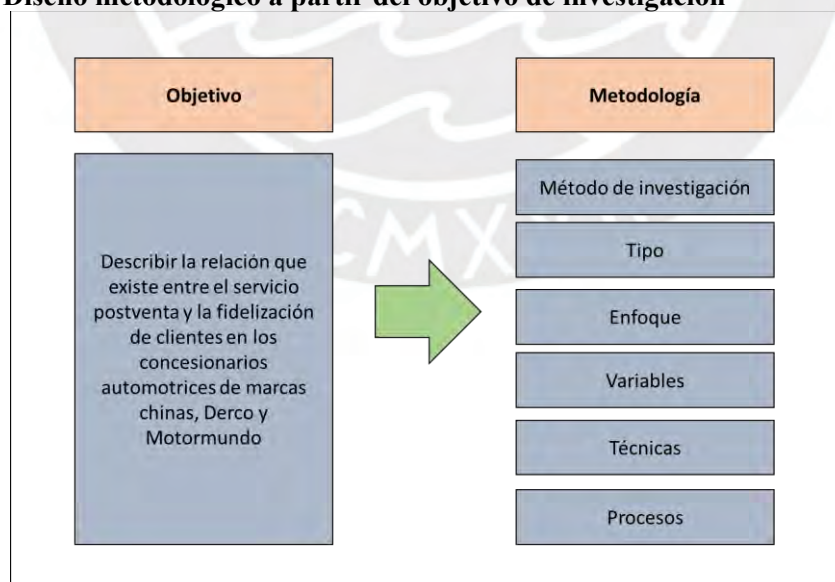 Diseño metodológico a partir del objetivo de investigación
Objetivo
Metodología
Describir la relación que
existe entre el servicio
postventa y la fidelización
de clientes en los
concesionarios
automotrices de marcas
chinas, Derco y
Motormundo
Método de investigación
Tipo
Enfoque
Variables
Técnicas
Procesos